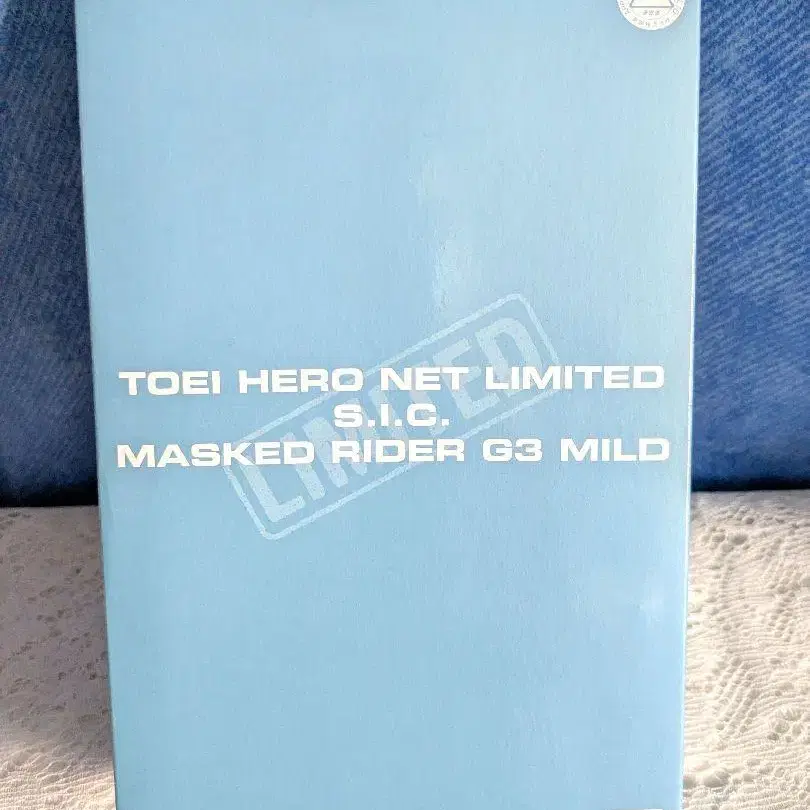 TOEI HERO NET LIMITED
S.I.C.
MASKED RIDER G3 MILD
LIMITED